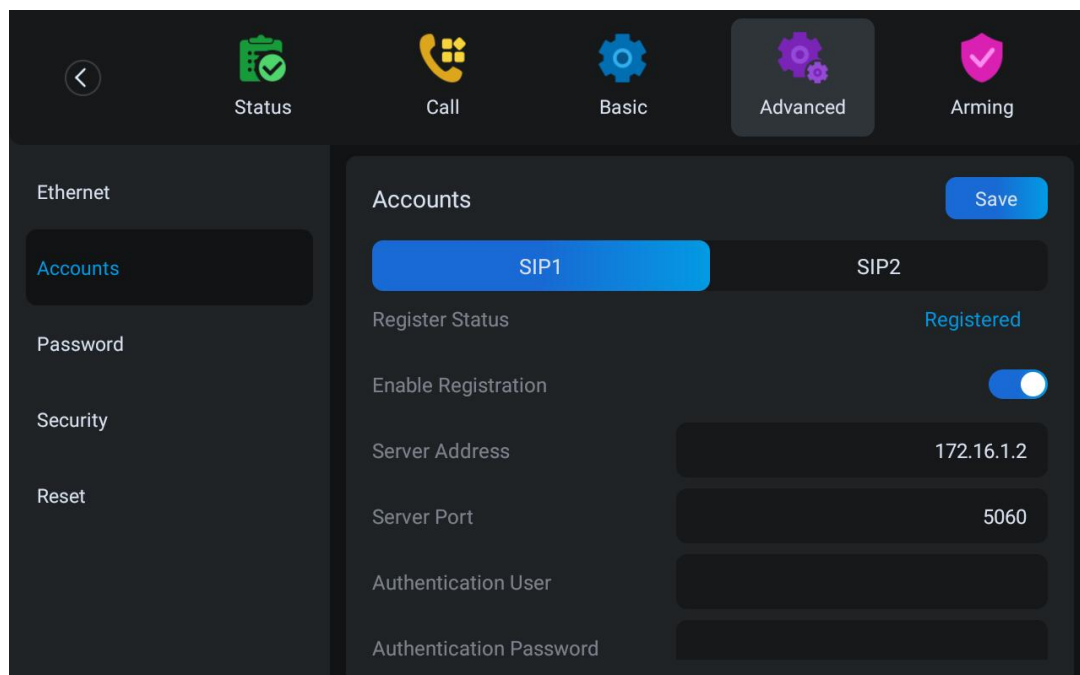 Status
Call
Basic
Advanced
Arming
Ethernet
Accounts
Password
Security
Reset
Accounts
Save
SIP1
SIP2
Register Status
Registered
Enable Registration
Server Address
172.16.1.2
Server Port
5060
Authentication User
Authentication Password